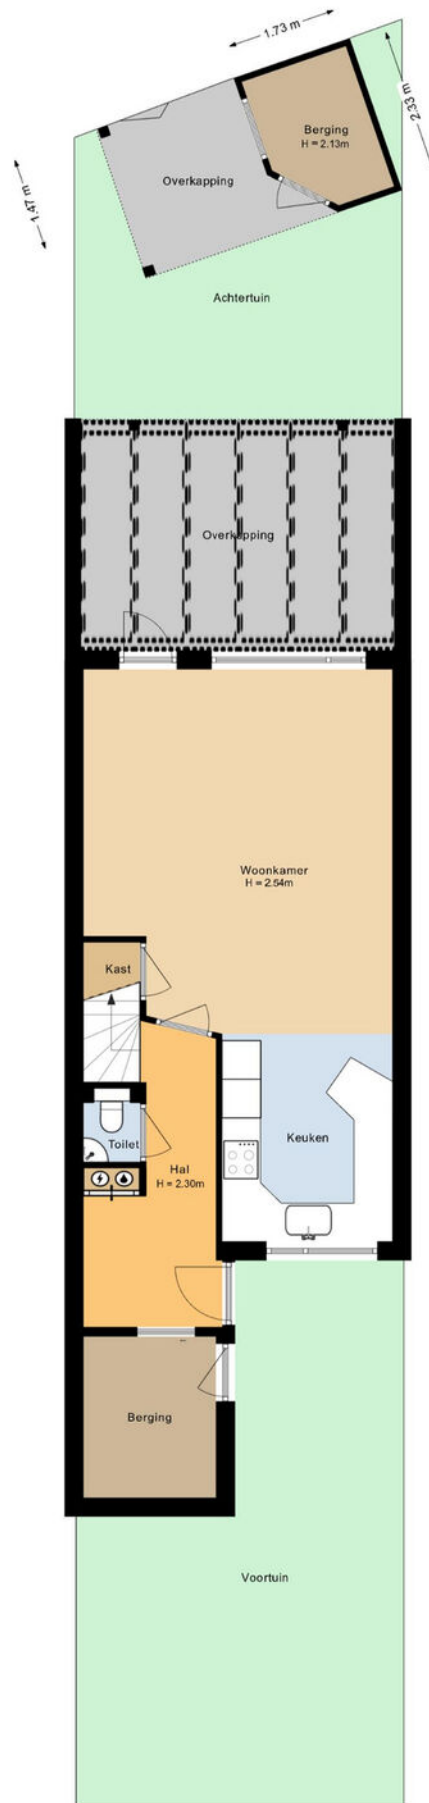 1.73 m
2.33 m
Berging
H = 2.13m
Overkapping
1.47 m
Achtertuin
Overkapping
Woonkamer
H = 2.54m
Kast
Keuken
Toilet
Hal
H = 2.30m
Berging
Voortuin